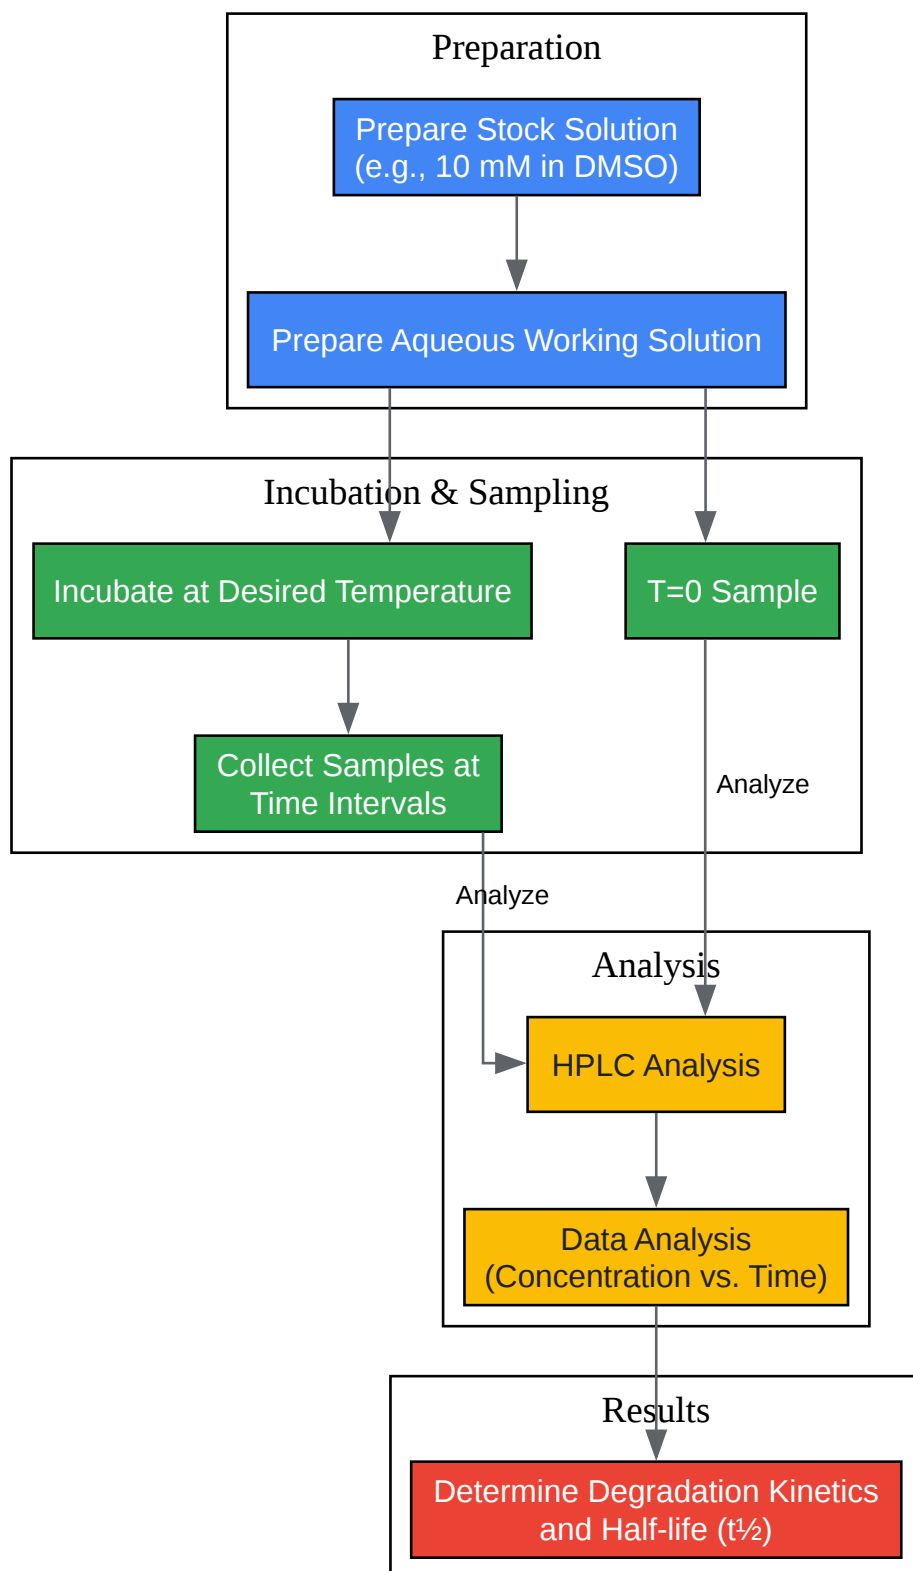 Preparation
Prepare Stock Solution
(e.g., 10 mM in DMSO)
Prepare Aqueous Working Solution
Incubation & Sampling
Incubate at Desired Temperature
T=0 Sample
Collect Samples at
Time Intervals
Analyze
Analyze
Analysis
HPLC Analysis
Data Analysis
(Concentration vs. Time)
Results
Determine Degradation Kinetics
and Half-life (t½)